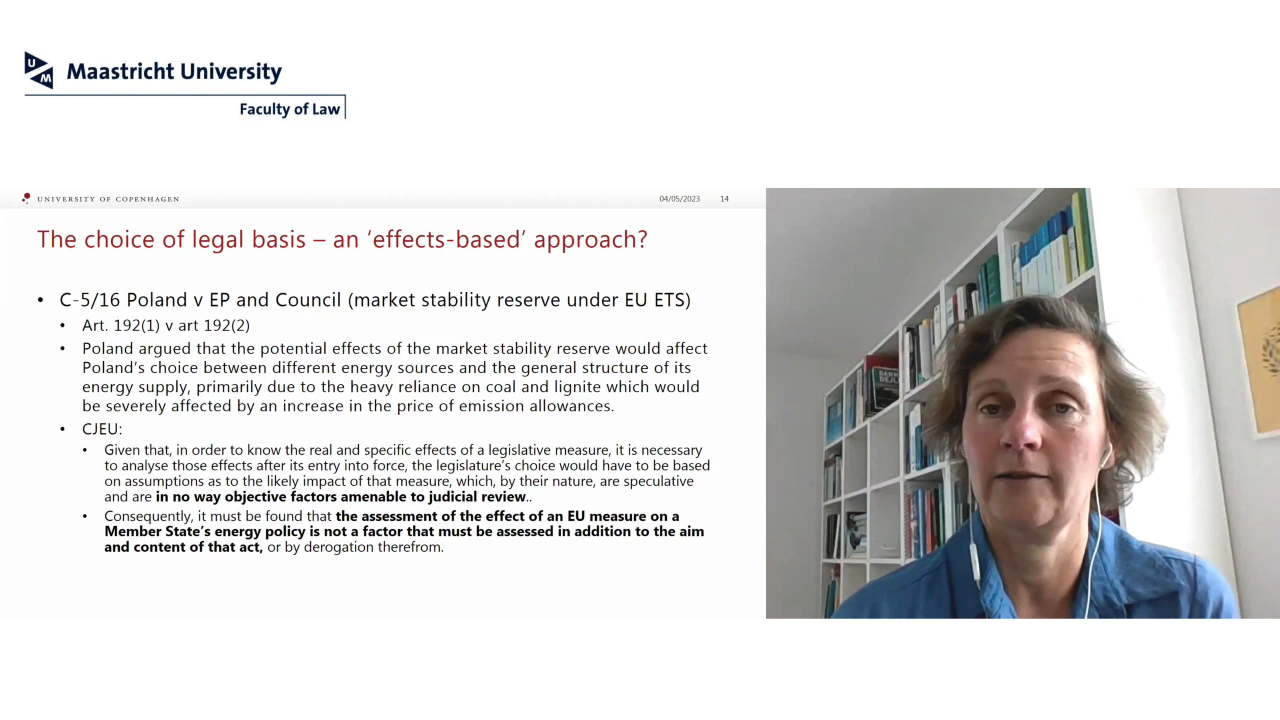 U
M
Maastricht University
Faculty of Law
UNIVERSITY OF COPENHAGEN
04/05/2023 14
The choice of legal basis – an ‘effects-based’ approach?
• C-5/16 Poland v EP and Council (market stability reserve under EU ETS)
• Art. 192(1) v art 192(2)
• Poland argued that the potential effects of the market stability reserve would affect
Poland’s choice between different energy sources and the general structure of its
energy supply, primarily due to the heavy reliance on coal and lignite which would
be severely affected by an increase in the price of emission allowances.
• CJEU:
• Given that, in order to know the real and specific effects of a legislative measure, it is necessary
to analyse those effects after its entry into force, the legislature’s choice would have to be based
on assumptions as to the likely impact of that measure, which, by their nature, are speculative
and are in no way objective factors amenable to judicial review..
• Consequently, it must be found that the assessment of the effect of an EU measure on a
Member State’s energy policy is not a factor that must be assessed in addition to the aim
and content of that act, or by derogation therefrom.